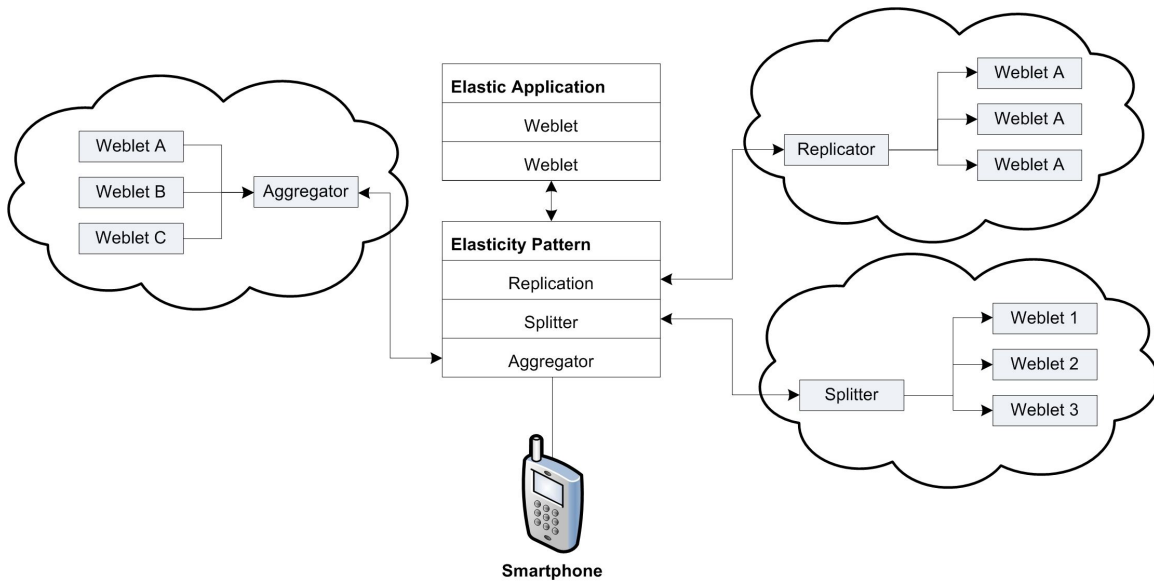 Weblet A
Weblet B
Weblet C
Aggregator
Elastic Application
Weblet
Weblet
Elasticity Pattern
Replication
Splitter
Aggregator
Smartphone
Replicator
Weblet A
Weblet A
Weblet A
Splitter
Weblet 1
Weblet 2
Weblet 3